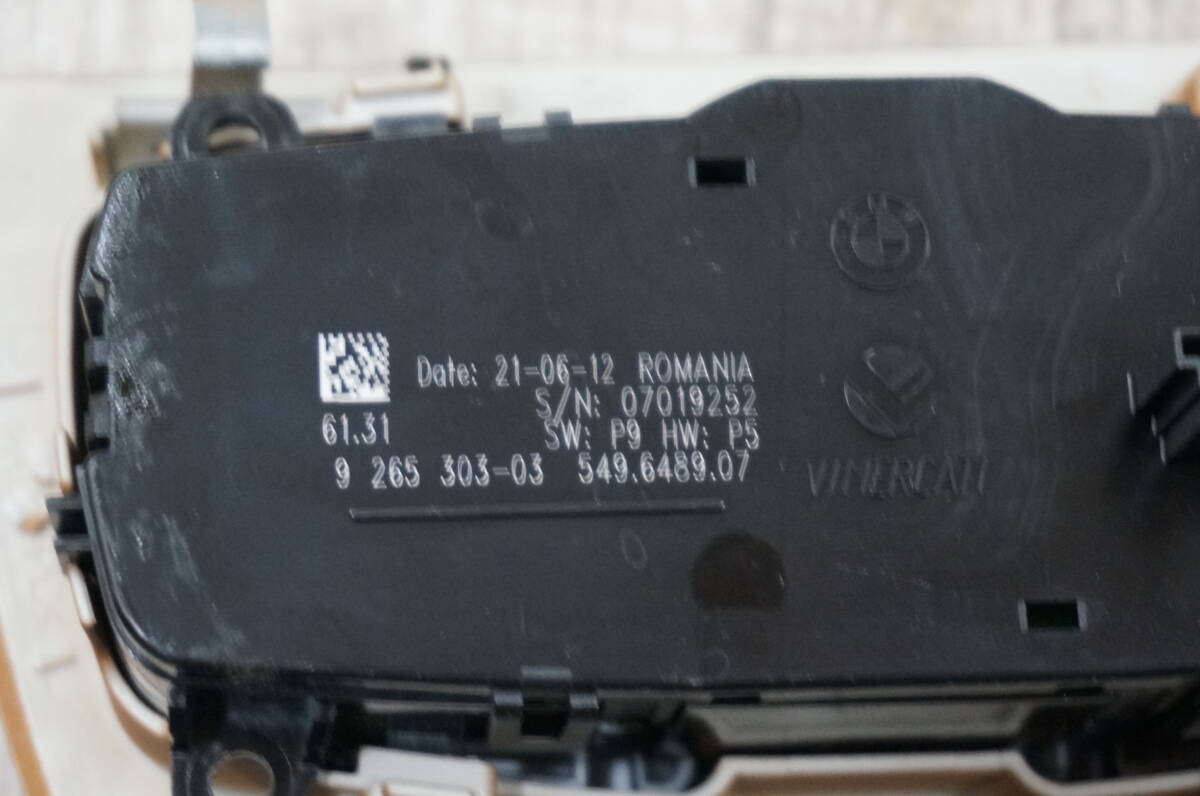 BMW
Date: 21-06-12 ROMANIA
S/N: 07019252
61.31
SW: P9 HW: P5
9 265 303-03 549.6489.07
VIMERCATI